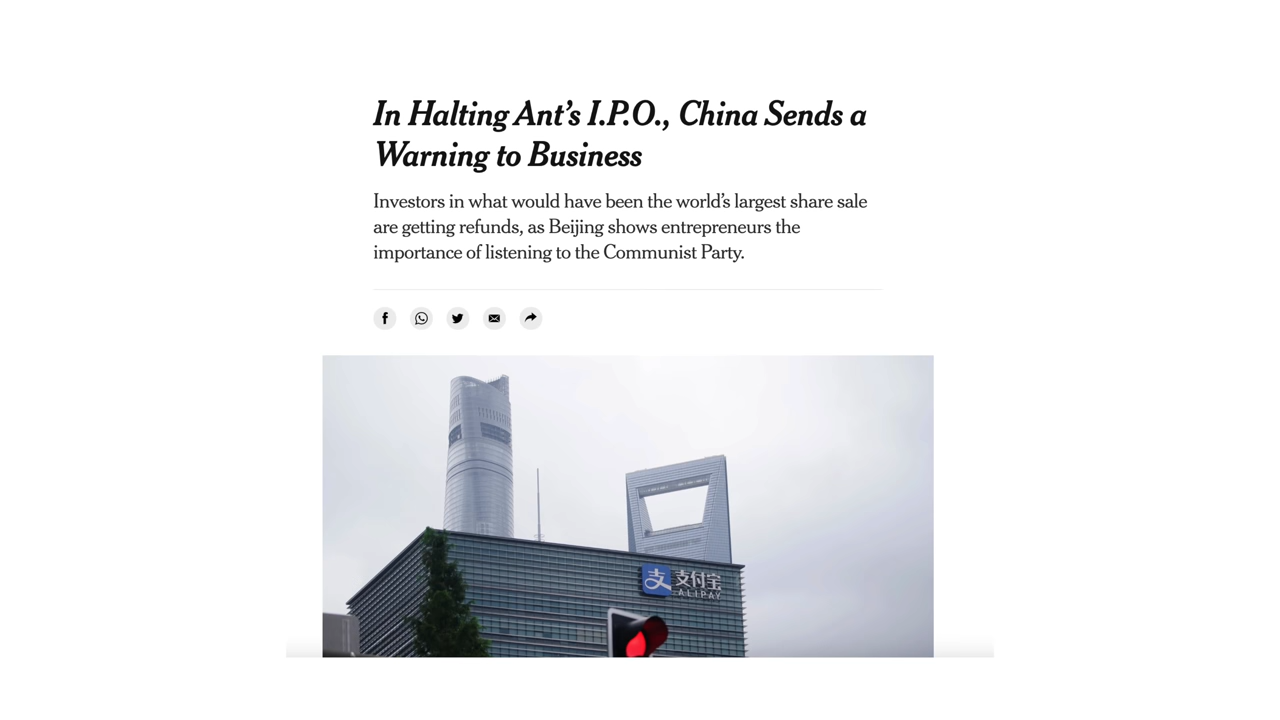 In Halting Ant's I.P.O., China Sends a
Warning to Business
Investors in what would have been the world's largest share sale
are getting refunds, as Beijing shows entrepreneurs the
importance of listening to the Communist Party.
支 支付宝
ALIPAY